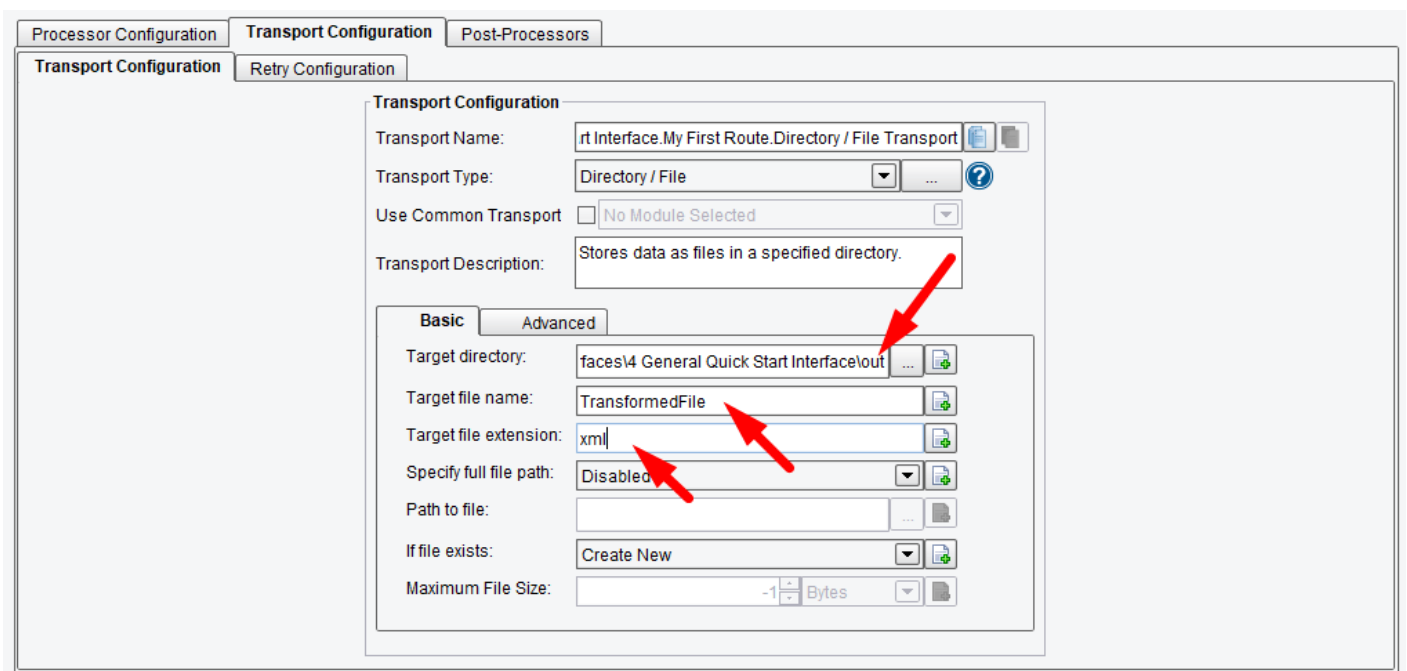 Processor Configuration Transport Configuration Post-Processors
Transport Configuration Retry Configuration
Transport Configuration
Transport Name: rt Interface.My First Route.Directory / File Transport
Transport Type: Directory / File ...
Use Common Transport No Module Selected
Transport Description: Stores data as files in a specified directory.
Basic Advanced
Target directory: faces\4 General Quick Start Interface\out ...
Target file name: TransformedFile
Target file extension: xml
Specify full file path: Disabled
Path to file: ...
If file exists: Create New
Maximum File Size: -1 Bytes